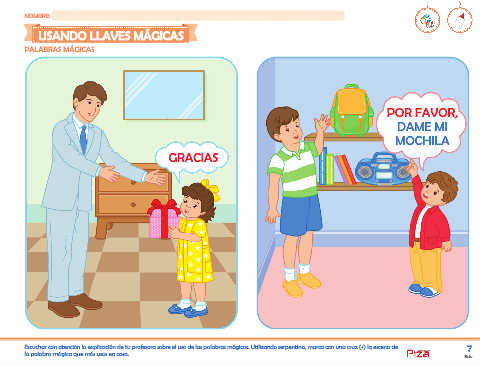 NOMBRE:
USANDO LLAVES MÁGICAS
PALABRAS MÁGICAS
GRACIAS
POR FAVOR,
DAME MI
MOCHILA
Escuchar con atención la explicación de tu profesora sobre el uso de las palabras mágicas. Utilizando serpentina, marca con una cruz (+) la escena de
la palabra mágica que más usas en casa.
7